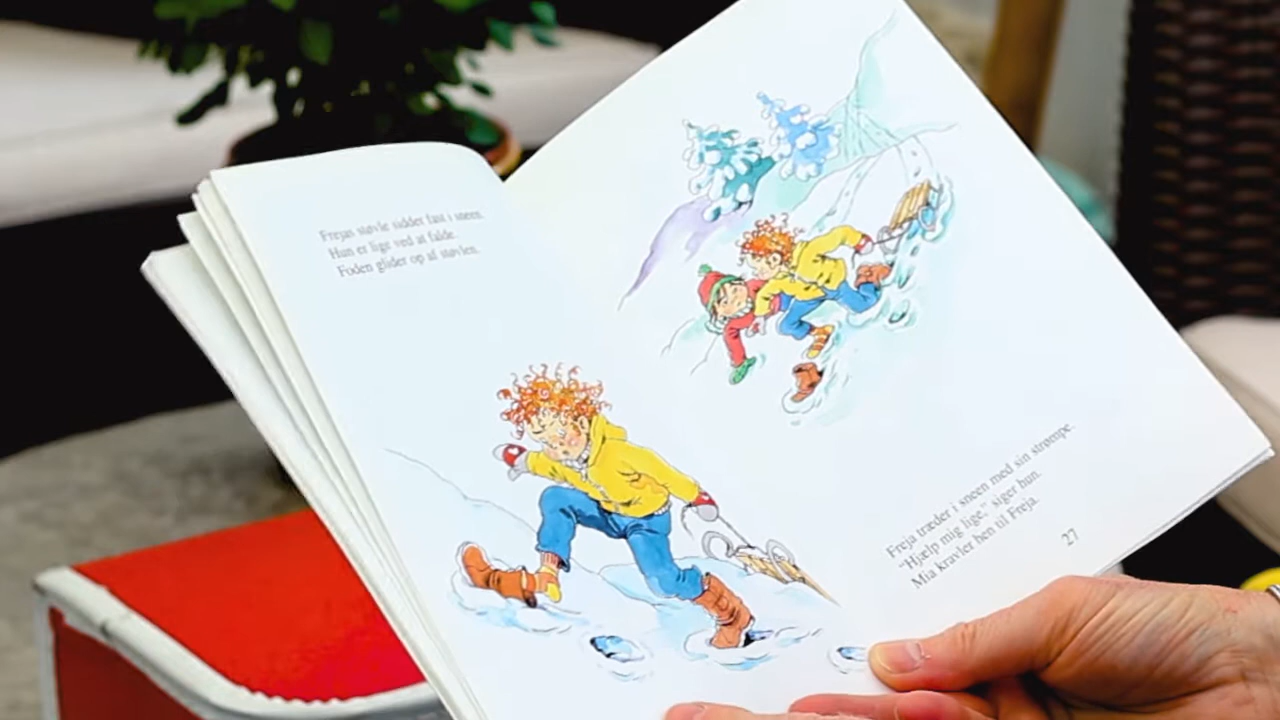 Frejas støvle sidder fast i sneen.
Hun er lige ved at falde.
Foden glider op af støvlen.
Freja træder i sneen med sin strømpe.
“Hjælp mig lige,” siger hun.
Mia kravler hen til Freja.
27